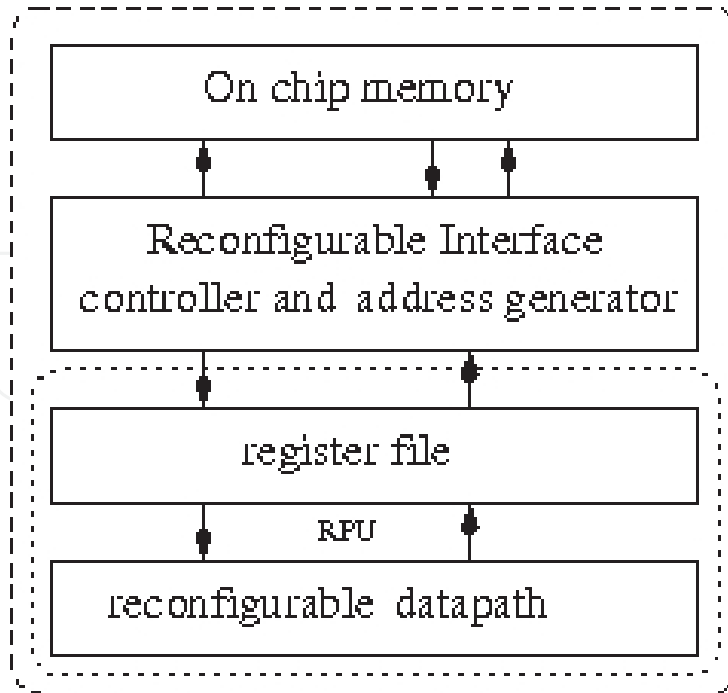 On chip memory
Reconfigurable Interface
controller and address generator
register file
RPU
reconfigurable datapath